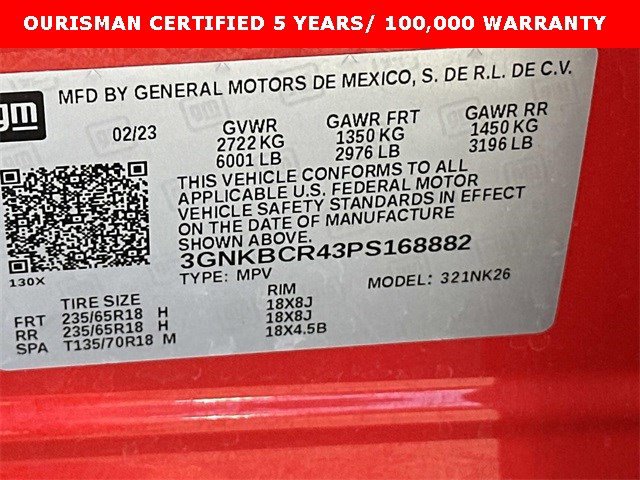 OURISMAN CERTIFIED 5 YEARS/ 100,000 WARRANTY
gm
MFD BY GENERAL MOTORS DE MEXICO, S. DE R.L. DE C.V.
02/23 GVWR GAWR FRT GAWR RR
2722 KG 1350 KG 1450 KG
6001 LB 2976 LB 3196 LB
THIS VEHICLE CONFORMS TO ALL
APPLICABLE U.S. FEDERAL MOTOR
VEHICLE SAFETY STANDARDS IN EFFECT
ON THE DATE OF MANUFACTURE
SHOWN ABOVE.
3GNKBCR43PS168882
130X TYPE: MPV MODEL: 321NK26
TIRE SIZE RIM
FRT 235/65R18 H 18X8J
RR 235/65R18 H 18X8J
SPA T135/70R18 M 18X4.5B